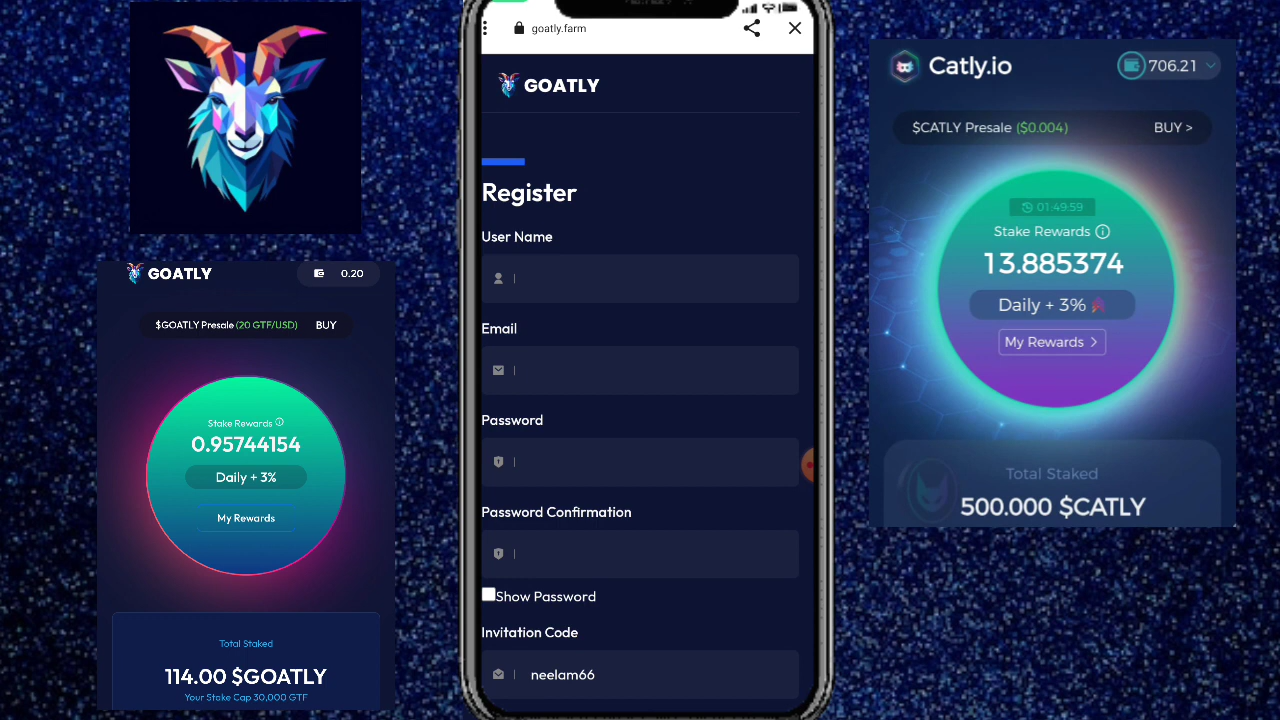 GOATLY
0.20
$GOATLY Presale (20 GTF/USD) BUY
Stake Rewards
0.95744154
Daily + 3%
My Rewards
Total Staked
114.00 $GOATLY
Your Stake Cap 30,000 GTF
goatly.farm
GOATLY
Register
User Name
Email
Password
Password Confirmation
Show Password
Invitation Code
neelam66
Catly.io
706.21
$CATLY Presale ($0.004) BUY >
01:49:59
Stake Rewards
13.885374
Daily + 3%
My Rewards >
Total Staked
500.000 $CATLY